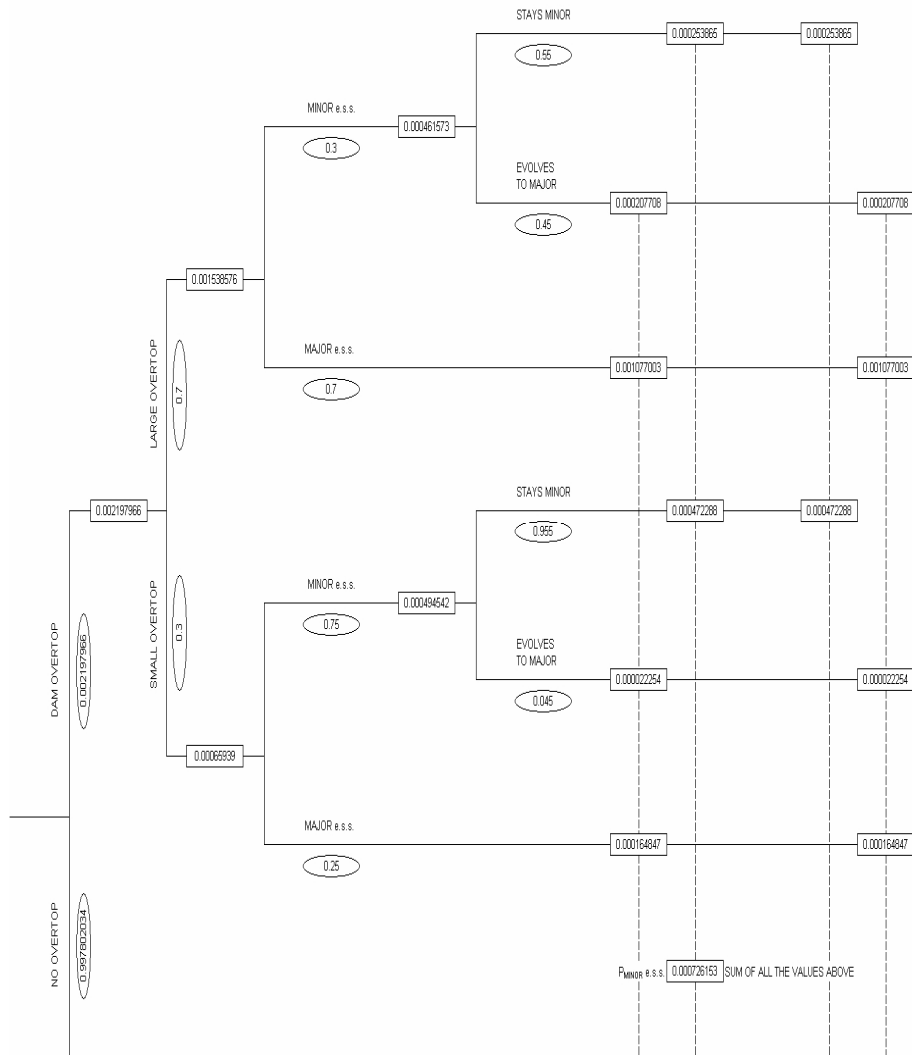 STAYS MINOR
0.000253865
0.000253865
0.55
MINOR e.s.s.
0.000461573
0.3
EVOLVES
TO MAJOR
0.000207708
0.000207708
0.45
0.001538576
LARGE OVERTOP
0.7
MAJOR e.s.s.
0.001077003
0.001077003
0.7
STAYS MINOR
0.002197966
0.000472288
0.000472288
0.955
MINOR e.s.s.
0.000494542
0.75
SMALL OVERTOP
0.3
DAM OVERTOP
0.002197966
EVOLVES
TO MAJOR
0.000022254
0.000022254
0.045
0.00065939
MAJOR e.s.s.
0.000164847
0.000164847
0.25
NO OVERTOP
0.997802034
PMINOR e.s.s. 0.000726153 SUM OF ALL THE VALUES ABOVE